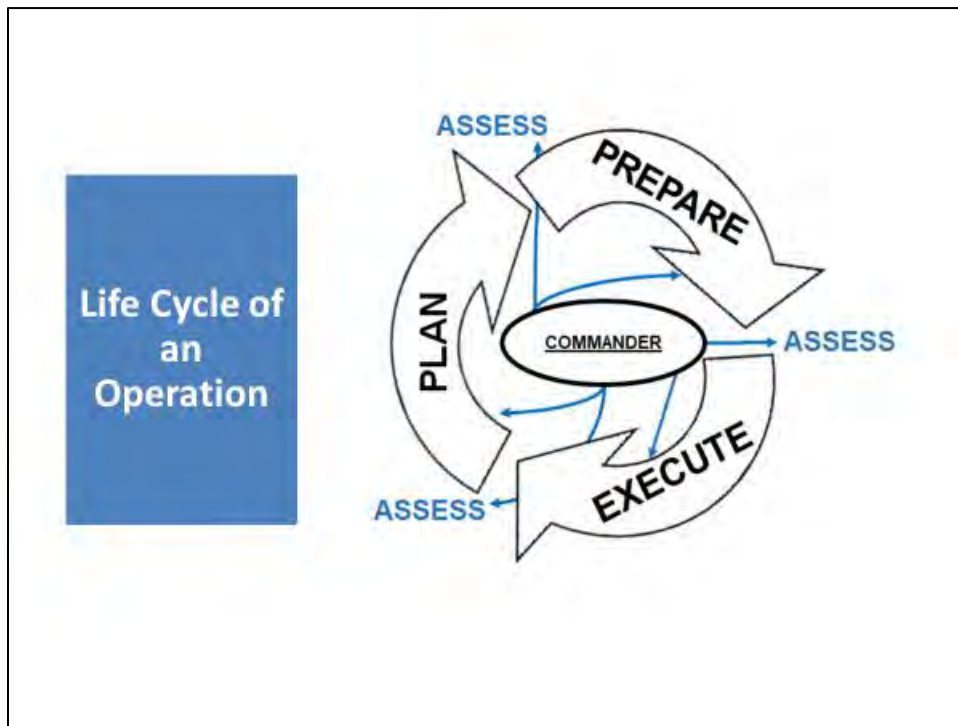 Life Cycle of
an
Operation
ASSESS
PREPARE
PLAN
COMMANDER
ASSESS
EXECUTE
ASSESS